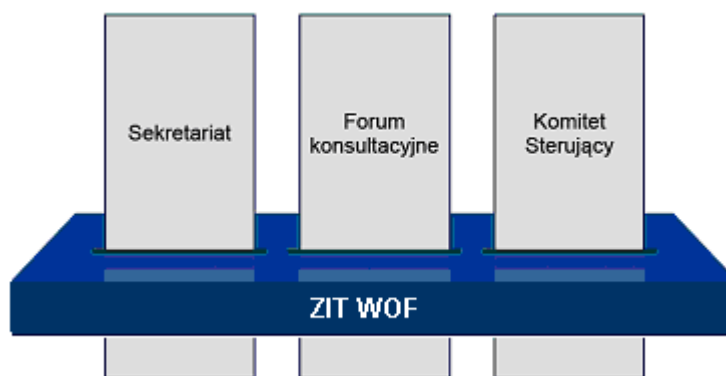 Sekretariat
Forum
konsultacyjne
Komitet
Sterujący
ZIT WOF